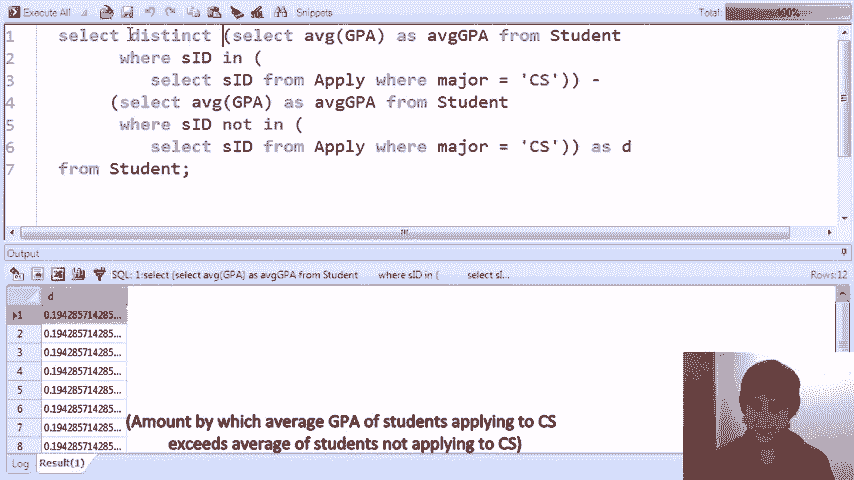 Execute All Snippets Total 100%
1 select distinct (select avg(GPA) as avgGPA from Student
2 where sID in (
3 select sID from Apply where major = 'CS')) -
4 (select avg(GPA) as avgGPA from Student
5 where sID not in (
6 select sID from Apply where major = 'CS')) as d
7 from Student;
Output
SQL: 1:select (select avg(GPA) as avgGPA from Student where sID in ( select sI... Rows:12
d
1 0.194285714285...
2 0.194285714285...
3 0.194285714285...
4 0.194285714285...
5 0.194285714285...
6 0.194285714285...
7 0.194285714285...
8 0.194285714285...
(Amount by which average GPA of students applying to CS
exceeds average of students not applying to CS)
Log Result(1)